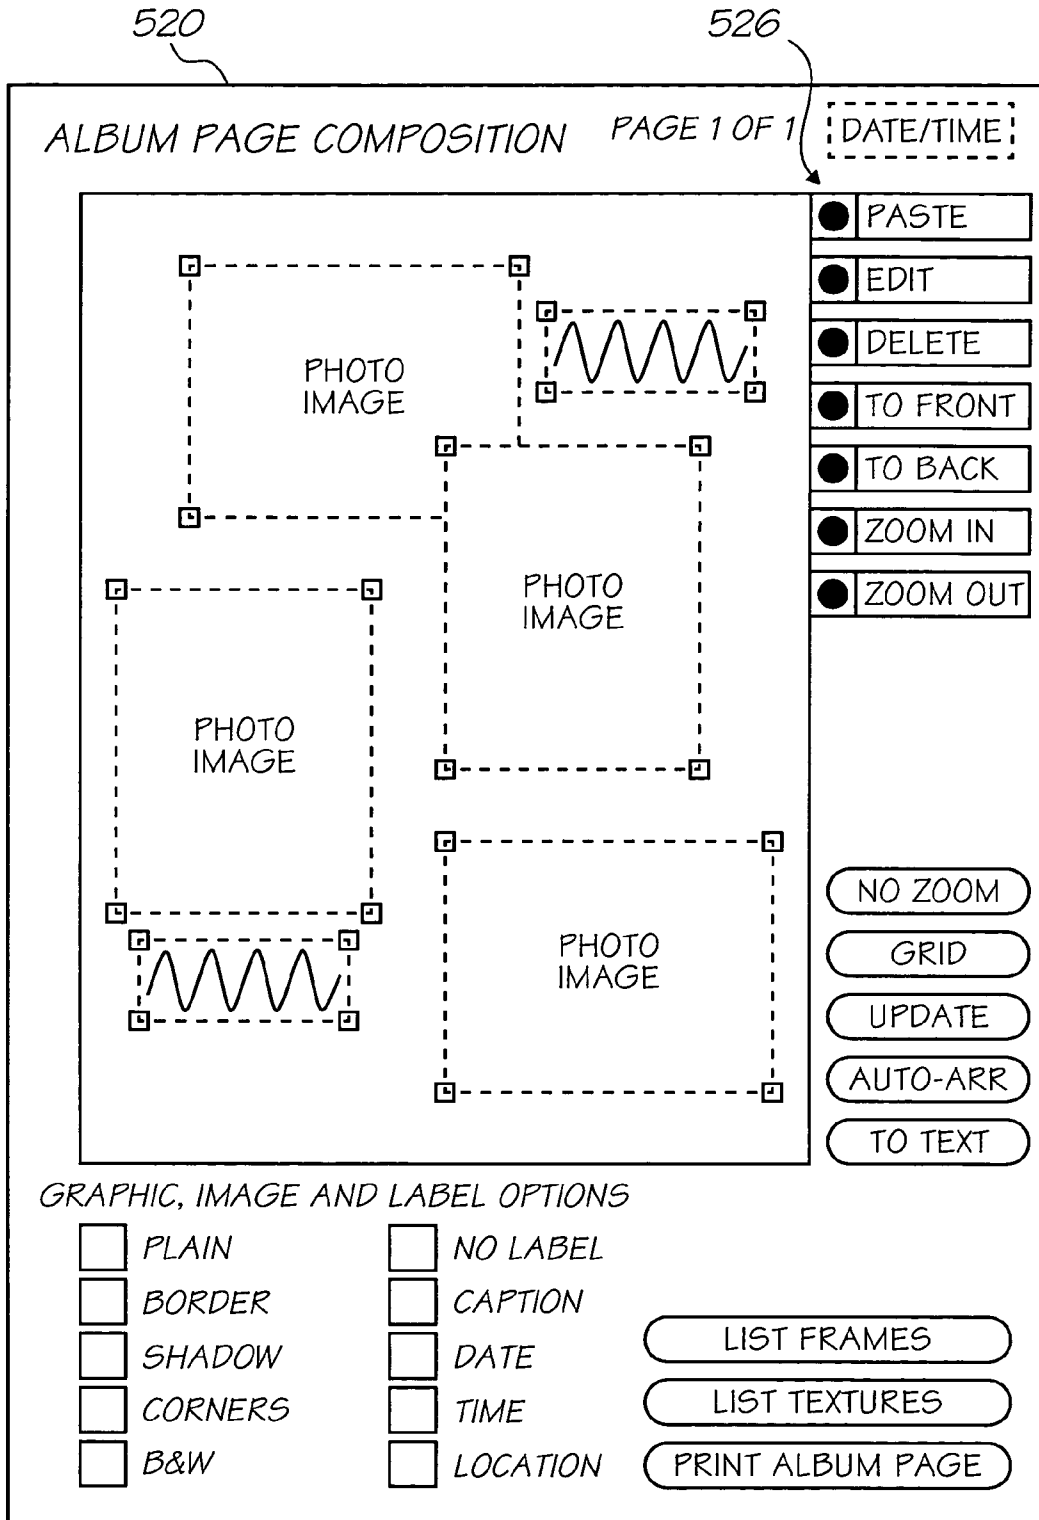 520
526
ALBUM PAGE COMPOSITION
PAGE 1 OF 1
DATE/TIME
PASTE
EDIT
DELETE
TO FRONT
TO BACK
ZOOM IN
ZOOM OUT
PHOTO
IMAGE
PHOTO
IMAGE
PHOTO
IMAGE
PHOTO
IMAGE
NO ZOOM
GRID
UPDATE
AUTO-ARR
TO TEXT
GRAPHIC, IMAGE AND LABEL OPTIONS
PLAIN
BORDER
SHADOW
CORNERS
B&W
NO LABEL
CAPTION
DATE
TIME
LOCATION
LIST FRAMES
LIST TEXTURES
PRINT ALBUM PAGE